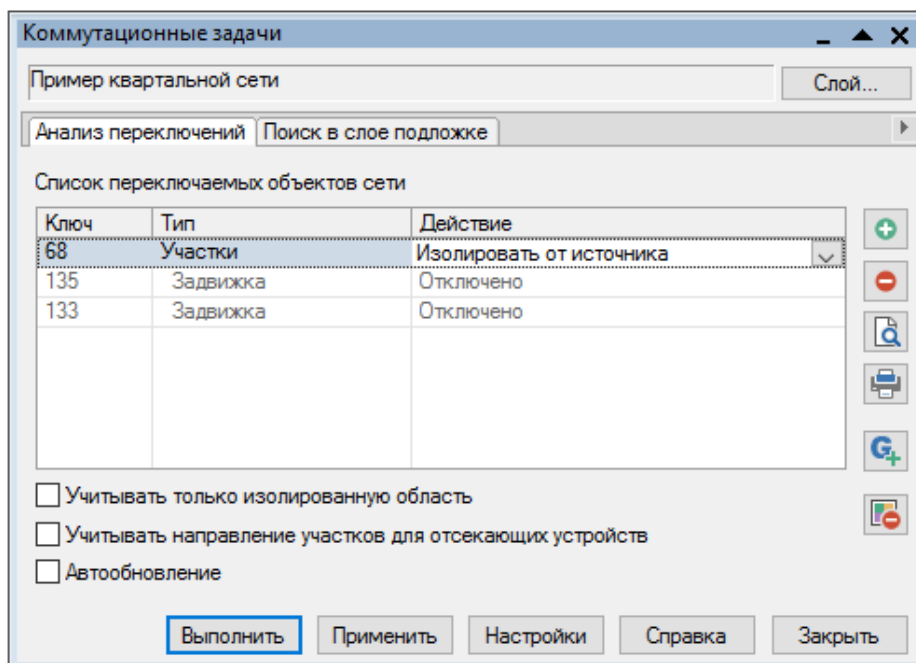 Коммутационные задачи
Пример квартальной сети
Слой...
Анализ переключений Поиск в слое подложке
Список переключаемых объектов сети
Ключ Тип Действие
68 Участки Изолировать от источника
135 Задвижка Отключено
133 Задвижка Отключено
G
Учитывать только изолированную область
Учитывать направление участков для отсекающих устройств
Автообновление
Выполнить Применить Настройки Справка Закрыть